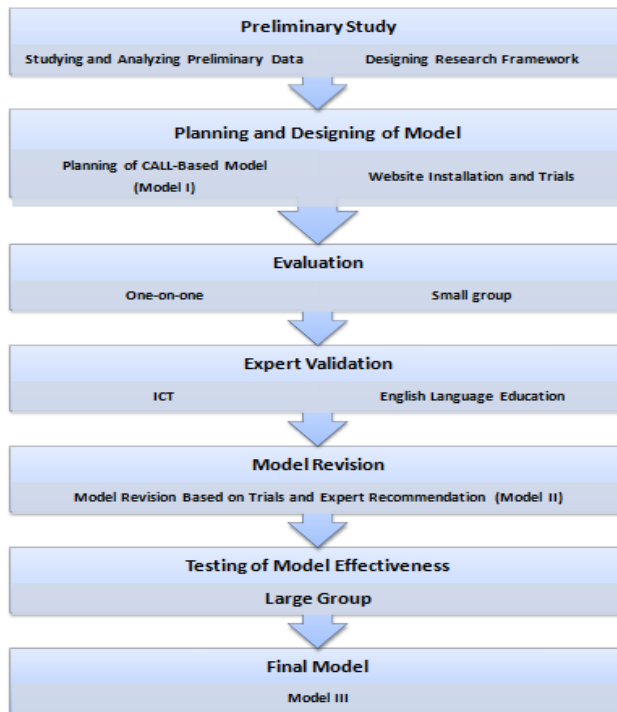 Preliminary Study
Studying and Analyzing Preliminary Data Designing Research Framework
Planning and Designing of Model
Planning of CALL-Based Model
(Model I)
Website Installation and Trials
Evaluation
One-on-one Small group
Expert Validation
ICT English Language Education
Model Revision
Model Revision Based on Trials and Expert Recommendation (Model II)
Testing of Model Effectiveness
Large Group
Final Model
Model III